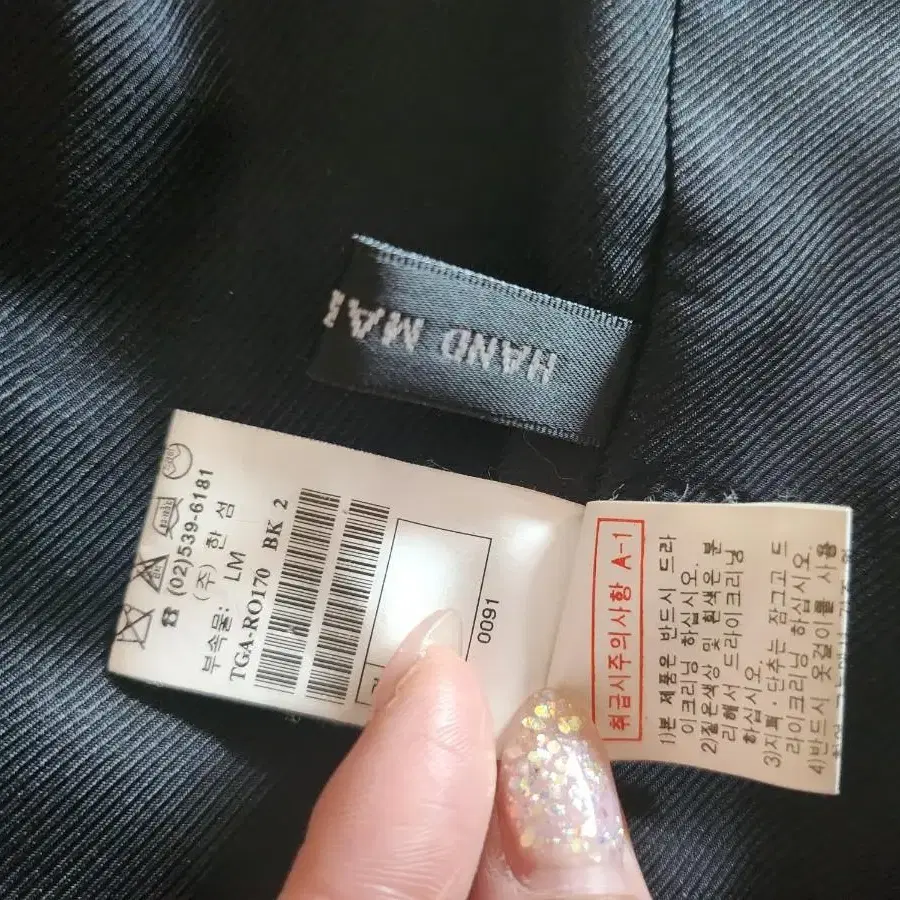 HAND MA
☎ (02)539-6181
(주) 한 섬
부속물: LM
TGA-RO170 BK 2
0091
취급시주의사항 A-1
1)본 제품은 반드시 드라
이크리닝 하십시오.
2)짙은색상 및 흰색은 분
리해서 드라이크리닝
하십시오.
3)지퍼·단추는 잠그고 드
라이크리닝 하십시오.
4)반드시 옷걸이를 사용